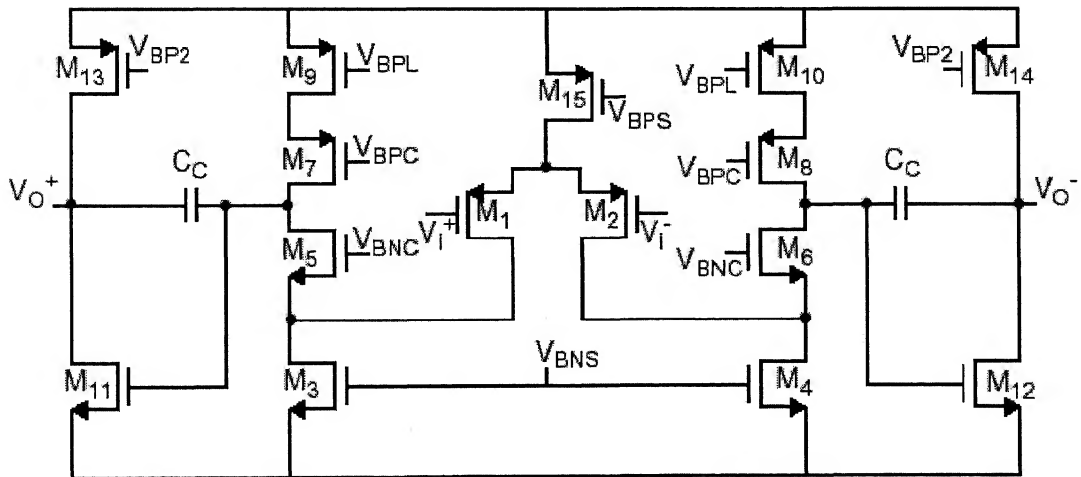 M13 VBP2
M9 VBPL
M15 VBPS
VBPL M10
VBP2 M14
M7 VBPC
VBPC M8
CC
CC
VO+
VO-
M1 Vi+
M2 Vi-
M5 VBNC
VBNC M6
VBNS
M11
M3
M4
M12